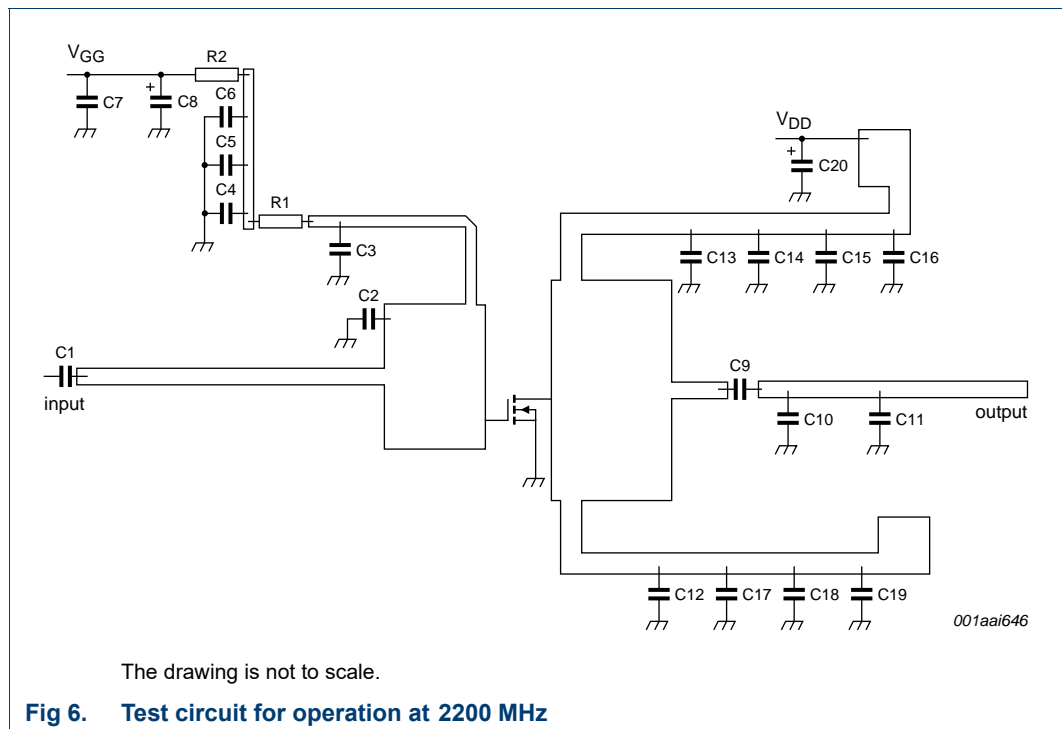 VGG
R2
C7
C8
+
C6
C5
C4
R1
C3
C2
C1
input
VDD
+
C20
C13
C14
C15
C16
C9
C10
C11
output
C12
C17
C18
C19
001aai646
The drawing is not to scale.
Fig 6. Test circuit for operation at 2200 MHz